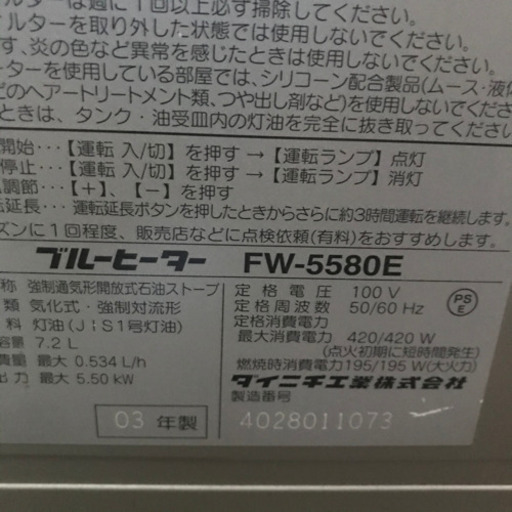 ルターは週に1回以上必ず掃除してください。
ィルターを取り外した状態では使用しないでください。
す、炎の色など異常を感じたときは使用しないでください。
ーターを使用している部屋では、シリコーン配合製品(ムース・液体
どのヘアートリートメント類、つや出し剤など)を使用しないでくださ
ときは、タンク・油受皿内の灯油を完全に抜き取ってください。
開始･･･【運転 入/切】を押す→【運転ランプ】点灯
停止･･･【運転 入/切】を押す→【運転ランプ】消灯
調節･･･【+】、【-】を押す
転延長･･･運転延長ボタンを押したときからさらに約3時間運転を継続します。
ズンに1回程度、販売店などに点検依頼(有料)をおすすめします。
ブルーヒーター FW-5580E
称 強制通気形開放式石油ストーブ
類 気化式・強制対流形
料 灯油(JIS1号灯油)
容量 7.2 L
費量 最大 0.534 L/h
出力 最大 5.50 kW
定格電圧 100 V
定格周波数 50/60 Hz
定格消費電力
最大消費電力 420/420 W
(点火初期に短時間発生)
燃焼時消費電力195/195 W(大火力)
PS
E
ダイニチ工業株式会社
製造番号
03 年製
4028011073